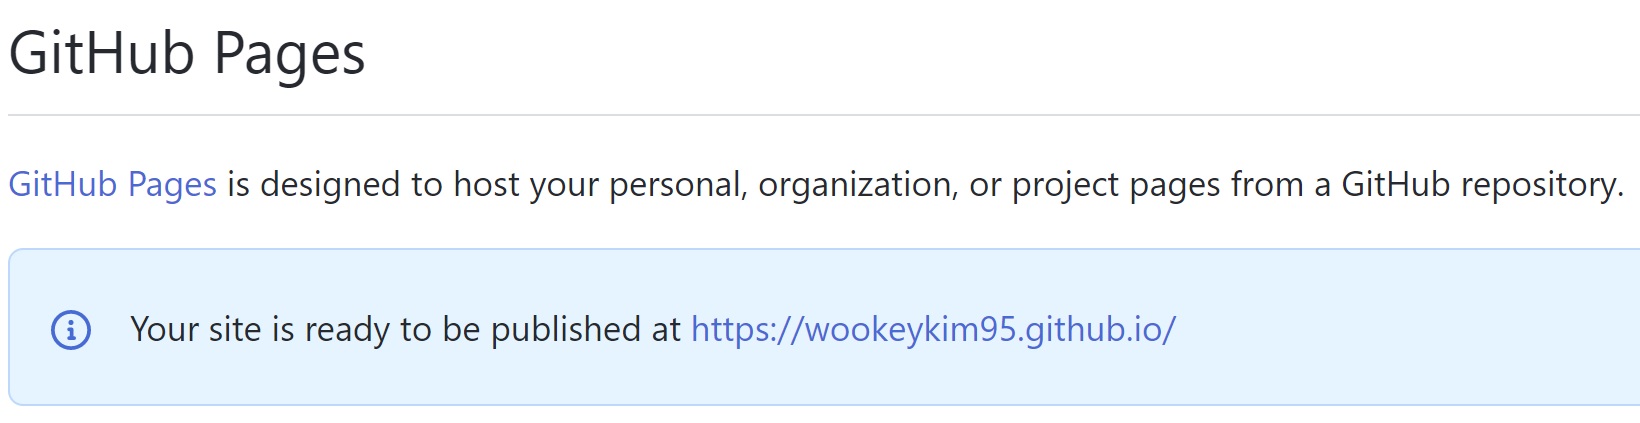 GitHub Pages
GitHub Pages is designed to host your personal, organization, or project pages from a GitHub repository.
Your site is ready to be published at https://wookeykim95.github.io/